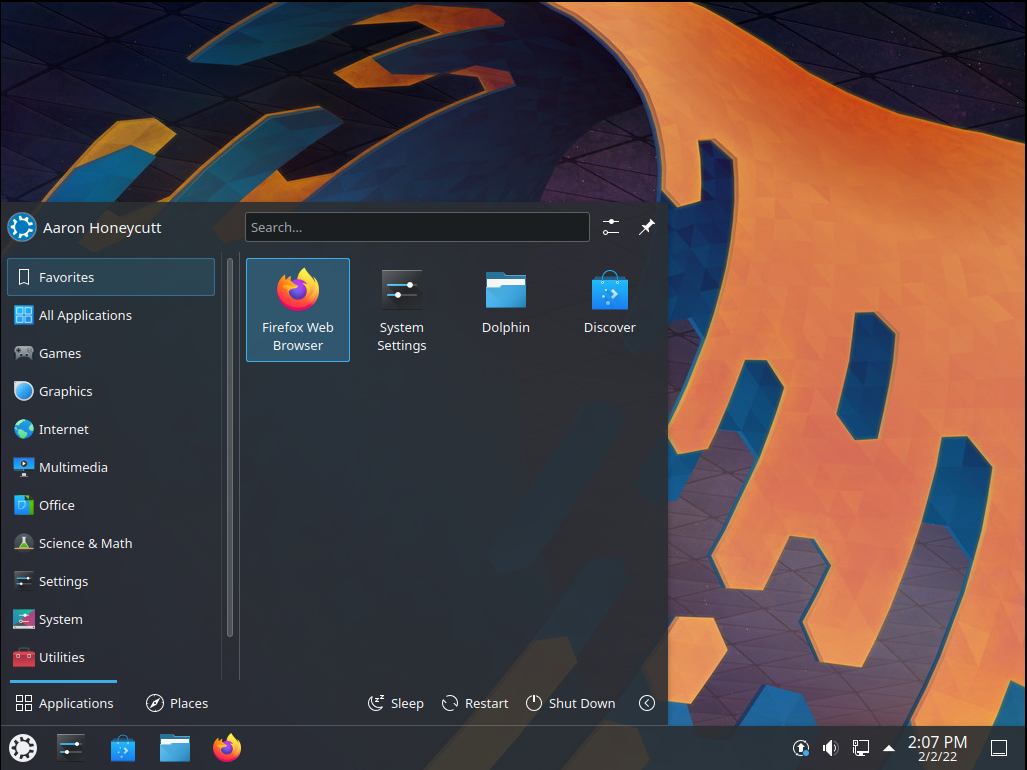 Aaron Honeycutt
Search...
Favorites
All Applications
Games
Graphics
Internet
Multimedia
Office
Science & Math
Settings
System
Utilities
Firefox Web
Browser
System
Settings
Dolphin
Discover
Applications
Places
Sleep
Restart
Shut Down
2:07 PM
2/2/22